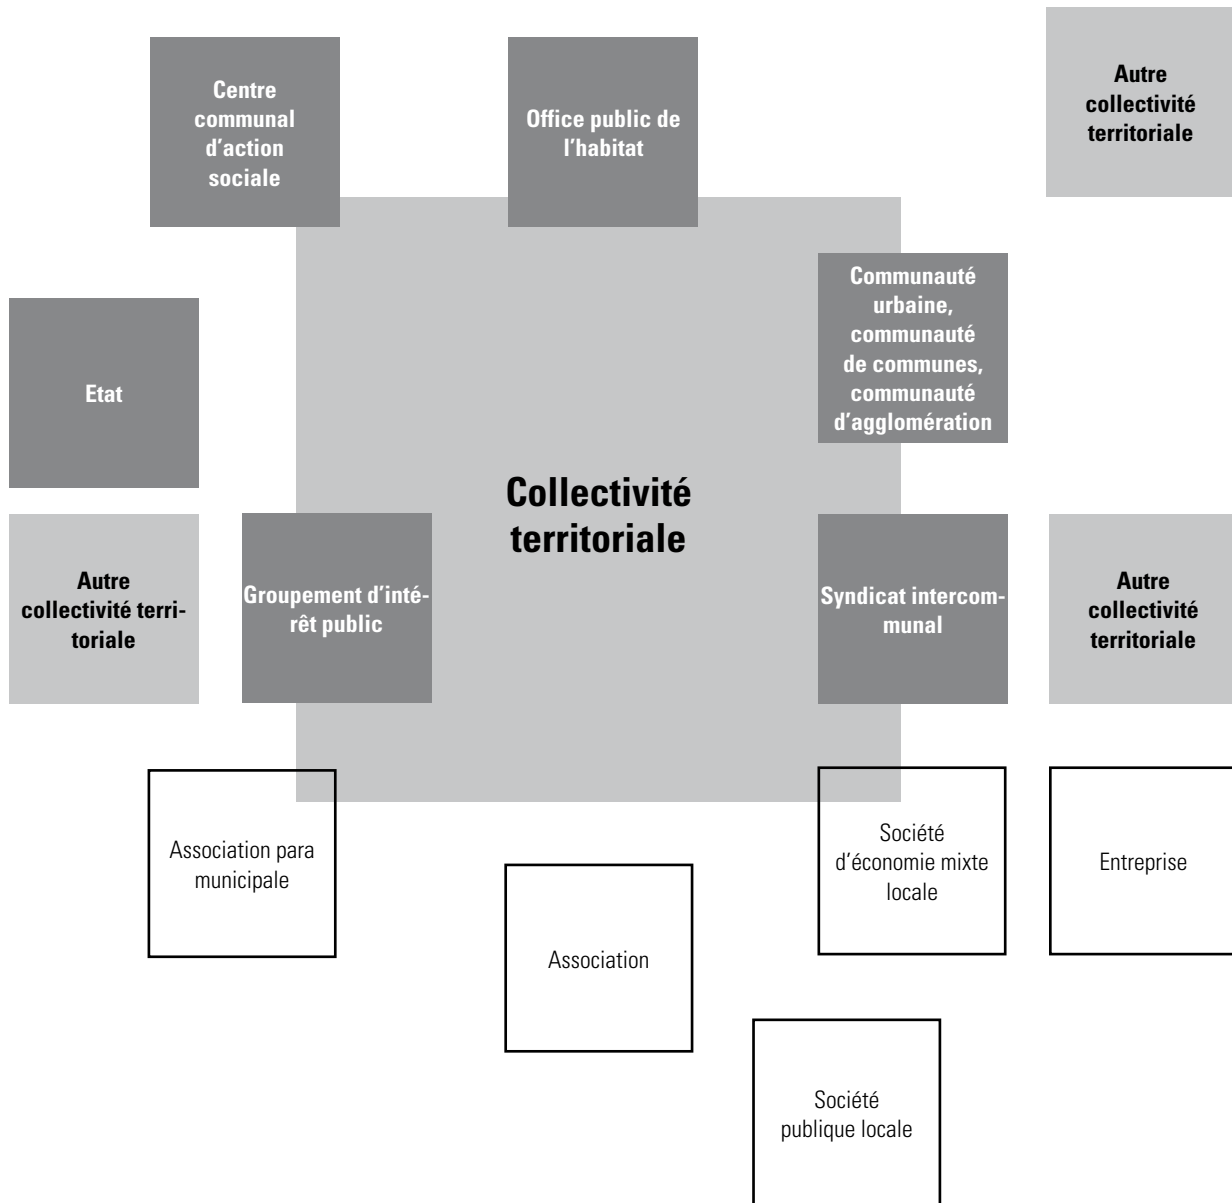 Centre
communal
d'action
sociale
Office public de
l'habitat
Autre
collectivité
territoriale
Communauté
urbaine,
communauté
de communes,
communauté
d'agglomération
Etat
Collectivité
territoriale
Autre
collectivité terri-
toriale
Groupement d'inté-
rêt public
Syndicat intercom-
munal
Autre
collectivité
territoriale
Association para
municipale
Société
d'économie mixte
locale
Entreprise
Association
Société
publique locale